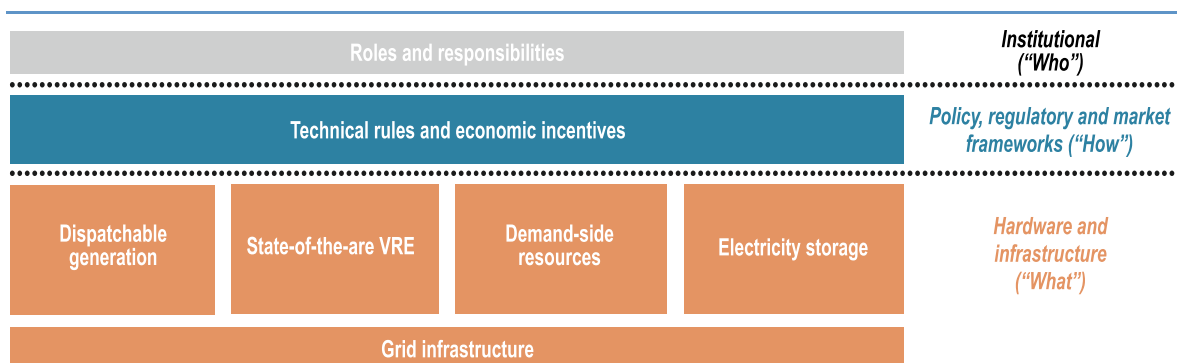 Roles and responsibilities
Institutional
(“Who”)
Technical rules and economic incentives
Policy, regulatory and market
frameworks (“How”)
Dispatchable
generation
State-of-the-are VRE
Demand-side
resources
Electricity storage
Hardware and
infrastructure
(“What”)
Grid infrastructure